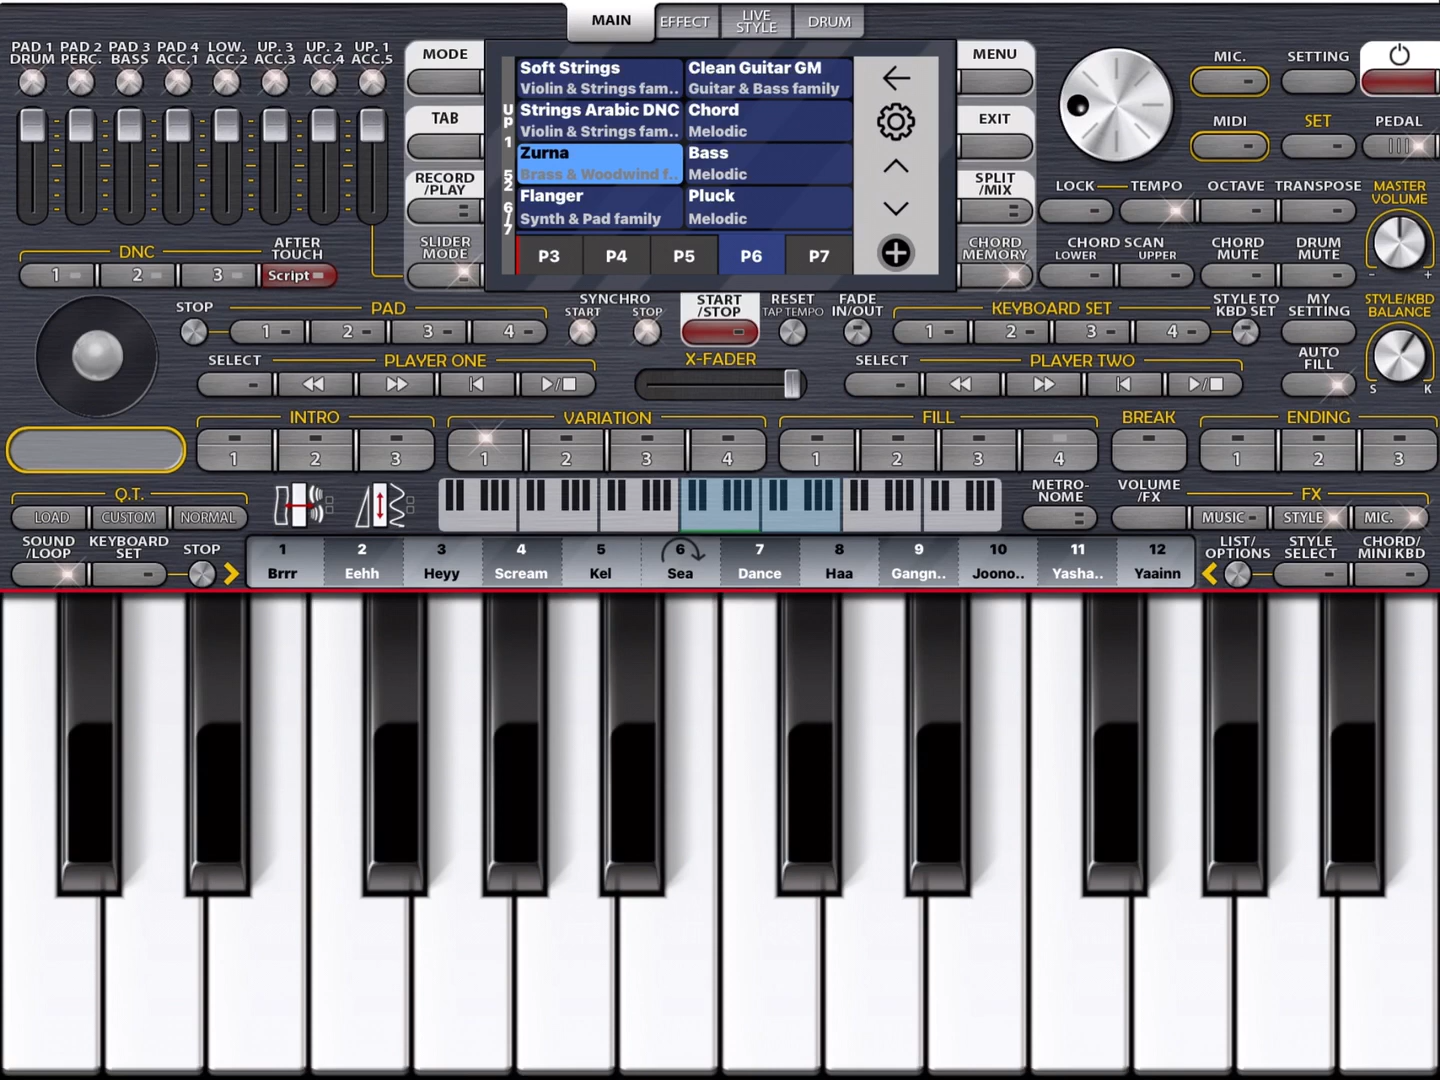 MAIN
EFFECT
LIVE
STYLE
DRUM
PAD 1 PAD 2 PAD 3 PAD 4 LOW. UP. 3 UP. 2 UP. 1
DRUM PERC. BASS ACC.1 ACC.2 ACC.3 ACC.4 ACC.5
MODE
TAB
RECORD
/PLAY
SLIDER
MODE
Soft Strings
Violin & Strings fam..
Clean Guitar GM
Guitar & Bass family
Strings Arabic DNC
Violin & Strings fam..
Chord
Melodic
Zurna
Brass & Woodwind f..
Bass
Melodic
Flanger
Synth & Pad family
Pluck
Melodic
P3 P4 P5 P6 P7
MENU
EXIT
SPLIT
/MIX
CHORD
MEMORY
MIC. SETTING
MIDI SET PEDAL
LOCK TEMPO OCTAVE TRANSPOSE MASTER
VOLUME
CHORD SCAN
LOWER UPPER
CHORD
MUTE
DRUM
MUTE
- +
DNC
AFTER
TOUCH
1 2 3 Script
STOP PAD
1 2 3 4
SYNCHRO
START STOP
START
/STOP
RESET
TAP TEMPO
FADE
IN/OUT
KEYBOARD SET
1 2 3 4
STYLE TO
KBD SET
MY
SETTING
STYLE/KBD
BALANCE
SELECT PLAYER ONE
X-FADER
SELECT PLAYER TWO
AUTO
FILL
S K
INTRO
1 2 3
VARIATION
1 2 3 4
FILL
1 2 3 4
BREAK
ENDING
1 2 3
Q.T.
LOAD CUSTOM NORMAL
METRO-
NOME
VOLUME
/FX
FX
MUSIC STYLE MIC.
SOUND
/LOOP
KEYBOARD
SET
STOP
1 2 3 4 5 6 7 8 9 10 11 12
Brrr Eehh Heyy Scream Kel Sea Dance Haa Gangn.. Joono.. Yasha.. Yaainn
LIST/
OPTIONS
STYLE
SELECT
CHORD/
MINI KBD